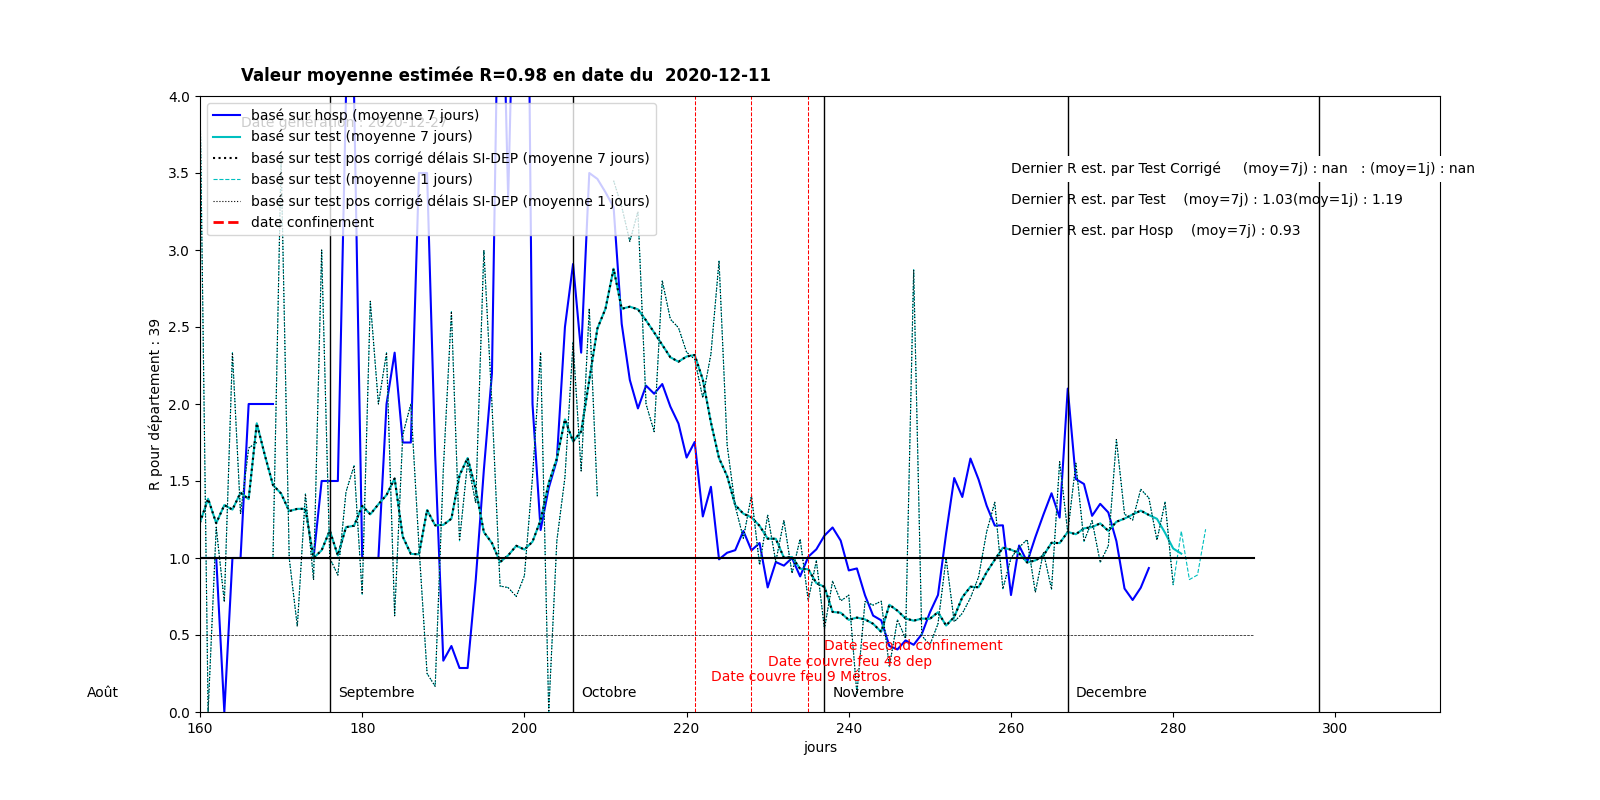 Valeur moyenne estimée R=0.98 en date du 2020-12-11
4.0
3.5
3.0
2.5
2.0
1.5
1.0
0.5
0.0
R pour département : 39
basé sur hosp (moyenne 7 jours)
basé sur test (moyenne 7 jours)
basé sur test pos corrigé délais SI-DEP (moyenne 7 jours)
basé sur test (moyenne 1 jours)
basé sur test pos corrigé délais SI-DEP (moyenne 1 jours)
date confinement
Dernier R est. par Test Corrigé (moy=7j) : nan : (moy=1j) : nan
Dernier R est. par Test (moy=7j) : 1.03(moy=1j) : 1.19
Dernier R est. par Hosp (moy=7j) : 0.93
Date second confinement
Date couvre feu 48 dep
Date couvre feu 9 Métros.
Août
Septembre
Octobre
Novembre
Decembre
160
180
200
220
240
260
280
300
jours